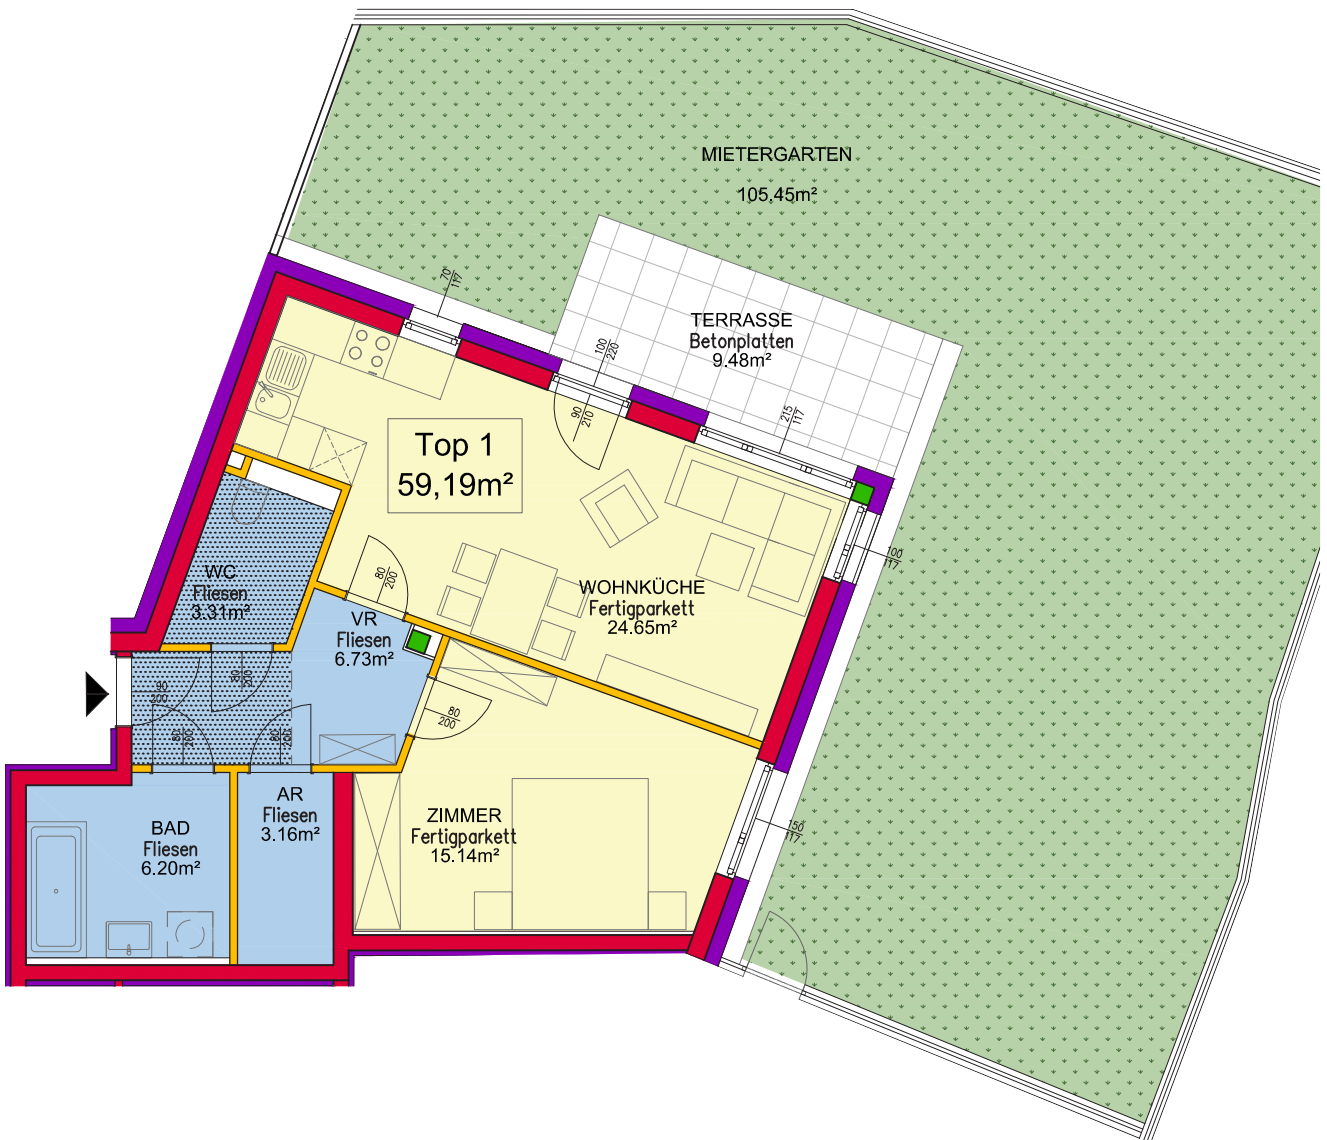 MIETERGARTEN
105,45m²
70
117
TERRASSE
Betonplatten
9.48m²
100
220
90
210
215
117
Top 1
59,19m²
100
117
80
200
WOHNKÜCHE
Fertigparkett
24.65m²
WC
Fliesen
3.31m²
VR
Fliesen
6.73m²
80
200
90
200
80
200
80
200
80
200
150
117
ZIMMER
Fertigparkett
15.14m²
AR
Fliesen
3.16m²
BAD
Fliesen
6.20m²